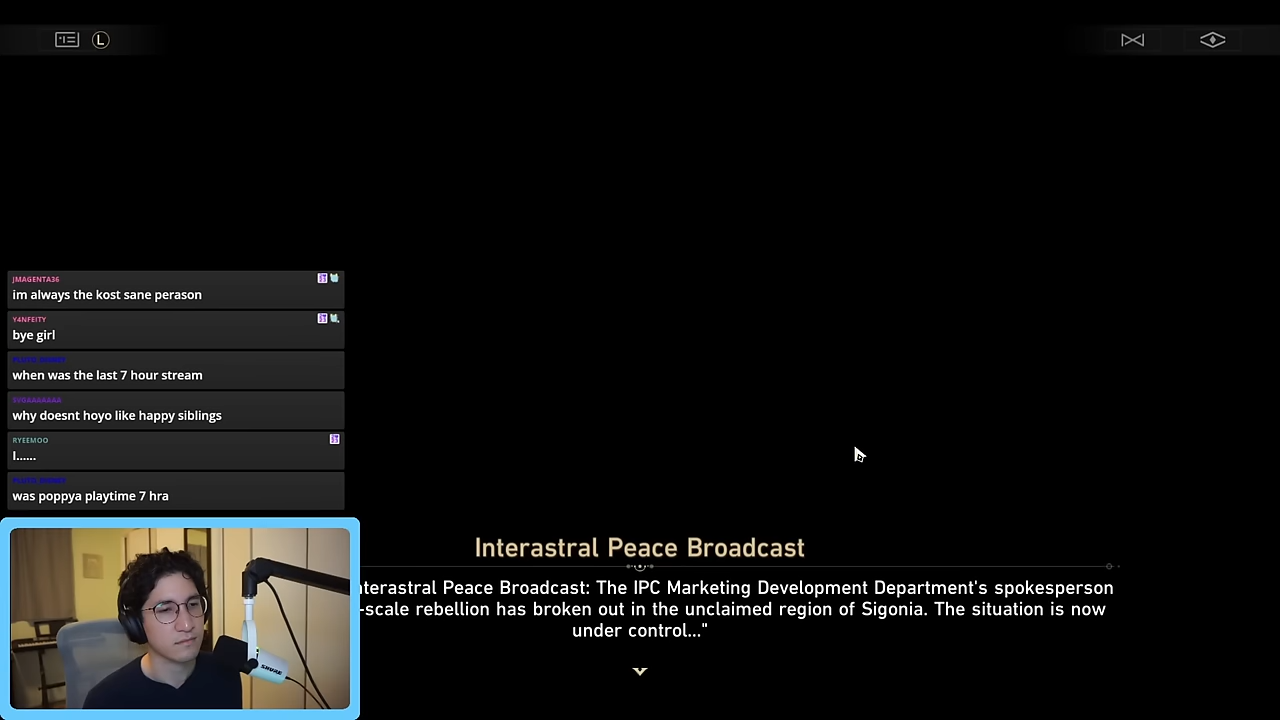 L
JMAGENTA36
im always the kost sane perason
Y4NFEITY
bye girl
when was the last 7 hour stream
why doesnt hoyo like happy siblings
RYEEMOO
I......
was poppya playtime 7 hra
Interastral Peace Broadcast
nterastral Peace Broadcast: The IPC Marketing Development Department's spokesperson
-scale rebellion has broken out in the unclaimed region of Sigonia. The situation is now
under control..."
SHURE